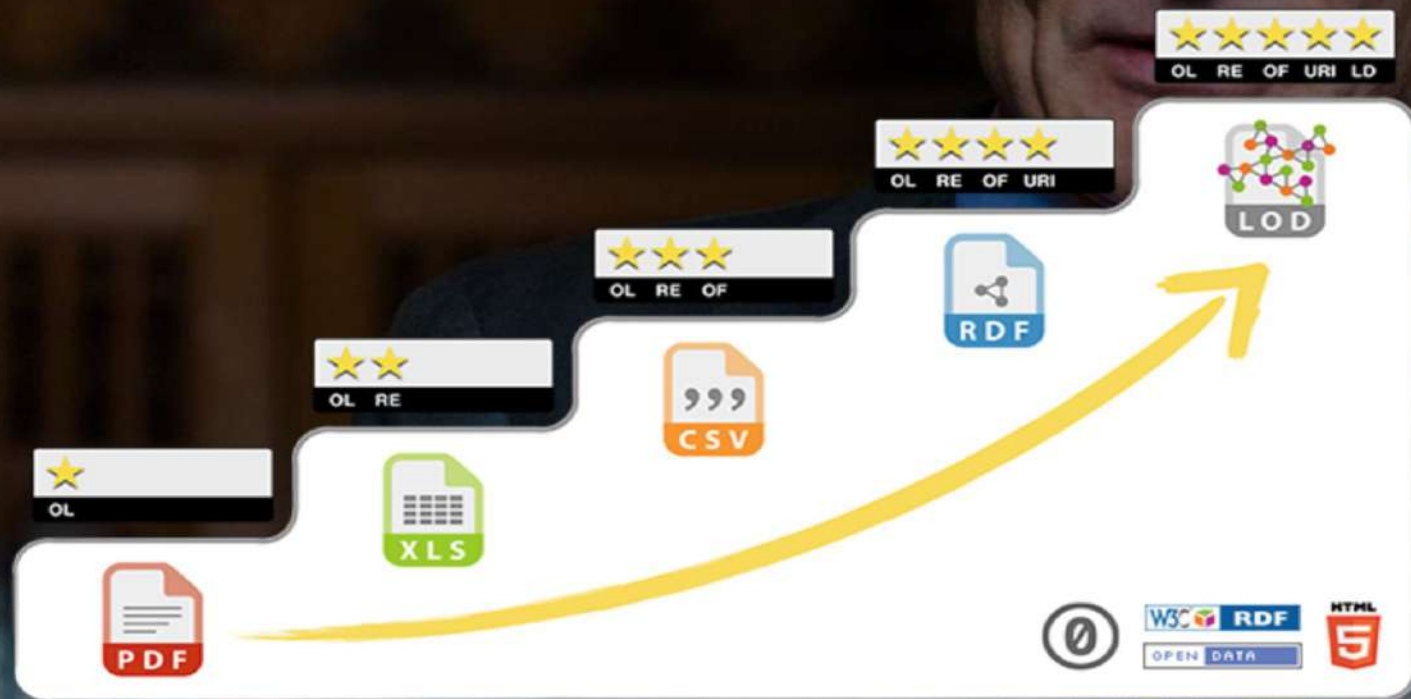 OL RE OF URI LD
LOD
OL RE OF URI
RDF
OL RE OF
CSV
OL RE
XLS
OL
PDF
0
W3C RDF
OPEN DATA
HTML
5